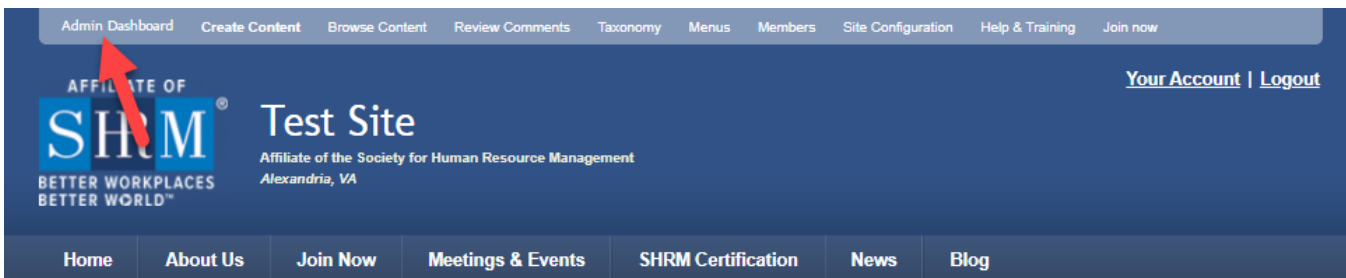 Admin Dashboard Create Content Browse Content Review Comments Taxonomy Menus Members Site Configuration Help & Training Join now
Your Account | Logout
AFFILIATE OF
SHRM®
BETTER WORKPLACES
BETTER WORLD™
Test Site
Affiliate of the Society for Human Resource Management
Alexandria, VA
Home About Us Join Now Meetings & Events SHRM Certification News Blog